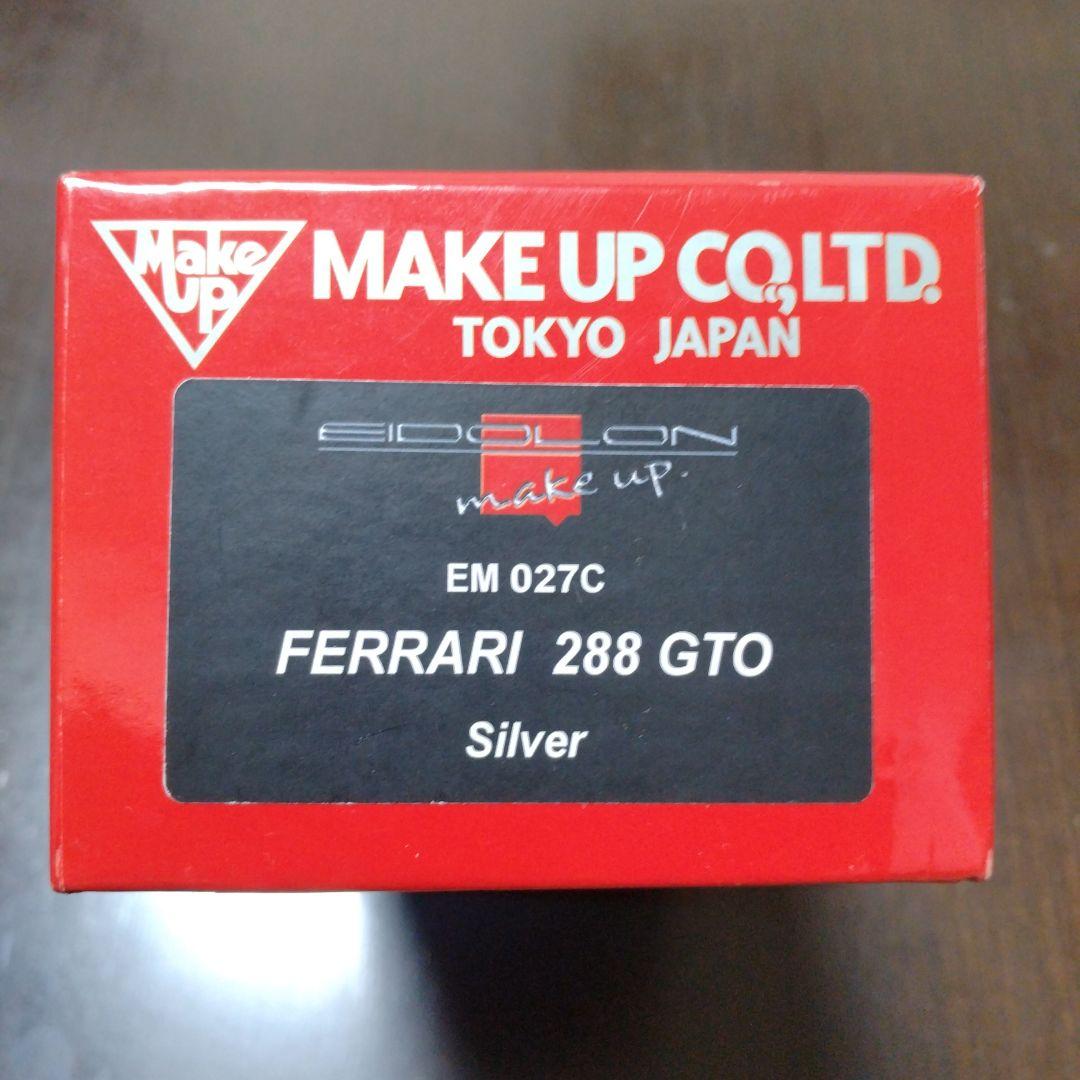 Make
UP
MAKE UP CO., LTD.
TOKYO JAPAN
EIDOLON
make up.
EM 027C
FERRARI 288 GTO
Silver